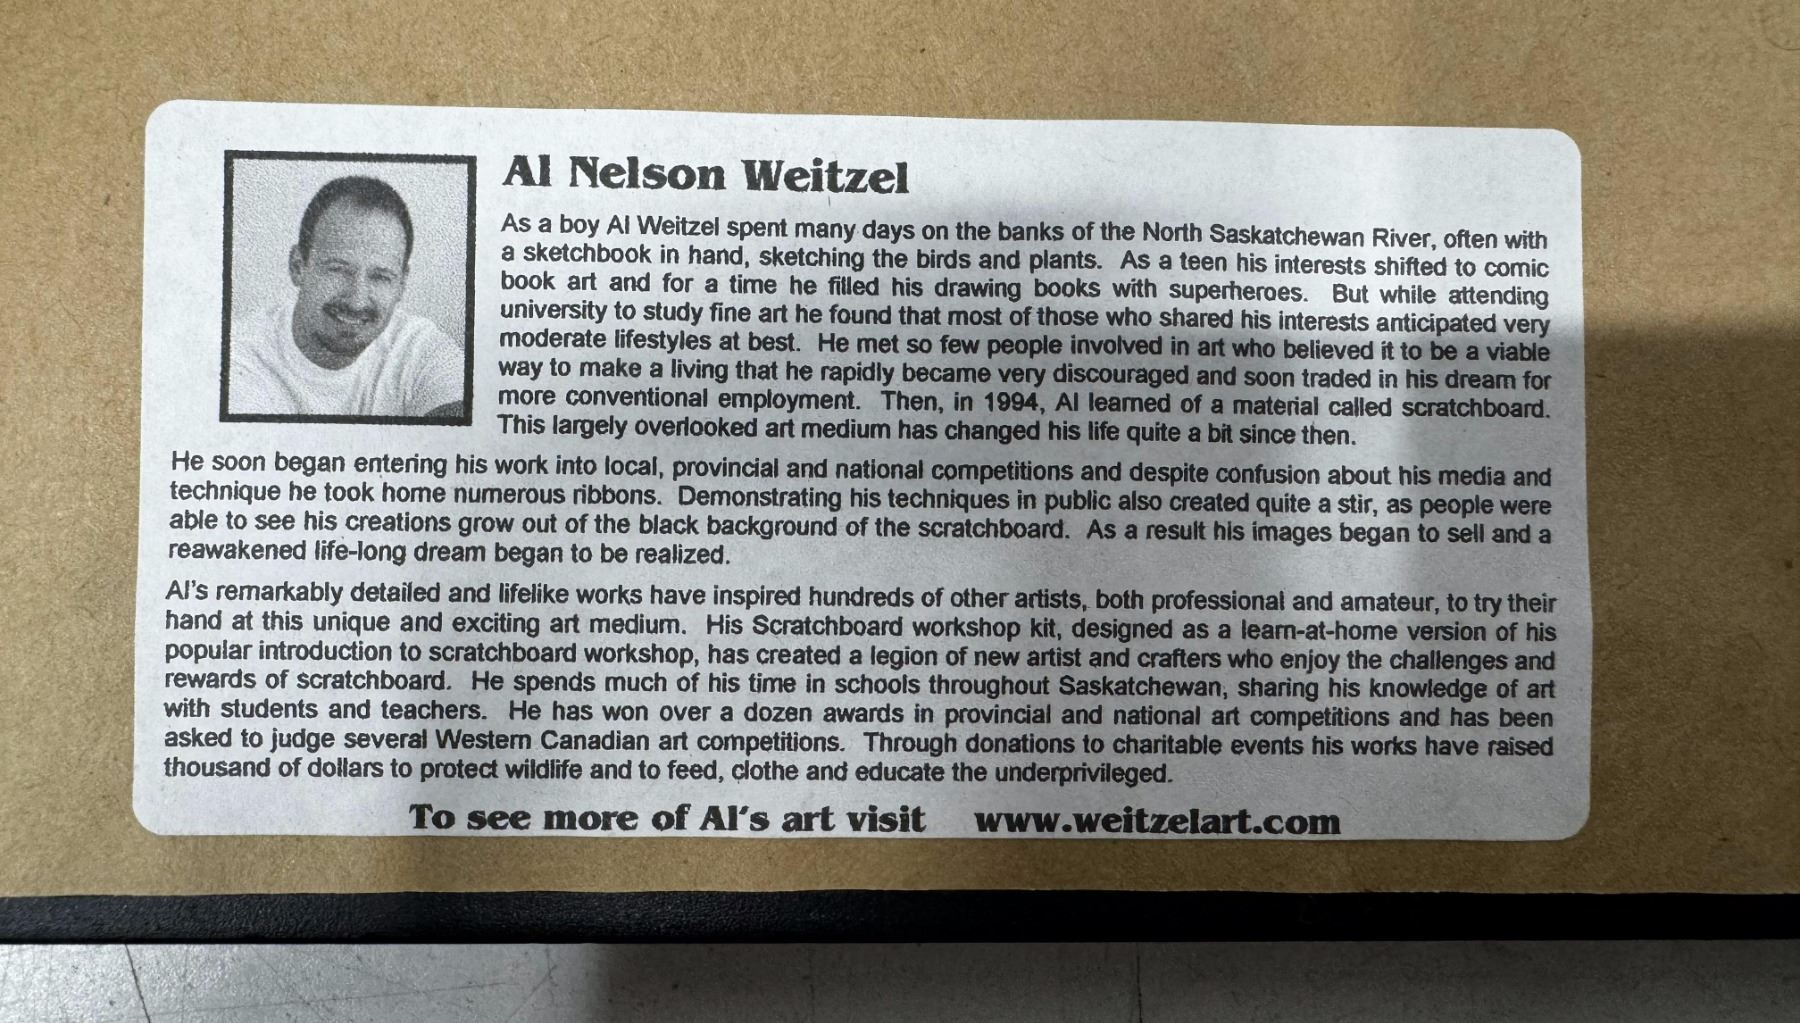 Al Nelson Weitzel
As a boy Al Weitzel spent many days on the banks of the North Saskatchewan River, often with
a sketchbook in hand, sketching the birds and plants. As a teen his interests shifted to comic
book art and for a time he filled his drawing books with superheroes. But while attending
university to study fine art he found that most of those who shared his interests anticipated very
moderate lifestyles at best. He met so few people involved in art who believed it to be a viable
way to make a living that he rapidly became very discouraged and soon traded in his dream for
more conventional employment. Then, in 1994, Al learned of a material called scratchboard.
This largely overlooked art medium has changed his life quite a bit since then.
He soon began entering his work into local, provincial and national competitions and despite confusion about his media and
technique he took home numerous ribbons. Demonstrating his techniques in public also created quite a stir, as people were
able to see his creations grow out of the black background of the scratchboard. As a result his images began to sell and a
reawakened life-long dream began to be realized.
Al's remarkably detailed and lifelike works have inspired hundreds of other artists, both professional and amateur, to try their
hand at this unique and exciting art medium. His Scratchboard workshop kit, designed as a learn-at-home version of his
popular introduction to scratchboard workshop, has created a legion of new artist and crafters who enjoy the challenges and
rewards of scratchboard. He spends much of his time in schools throughout Saskatchewan, sharing his knowledge of art
with students and teachers. He has won over a dozen awards in provincial and national art competitions and has been
asked to judge several Western Canadian art competitions. Through donations to charitable events his works have raised
thousand of dollars to protect wildlife and to feed, clothe and educate the underprivileged.
To see more of Al's art visit www.weitzelart.com